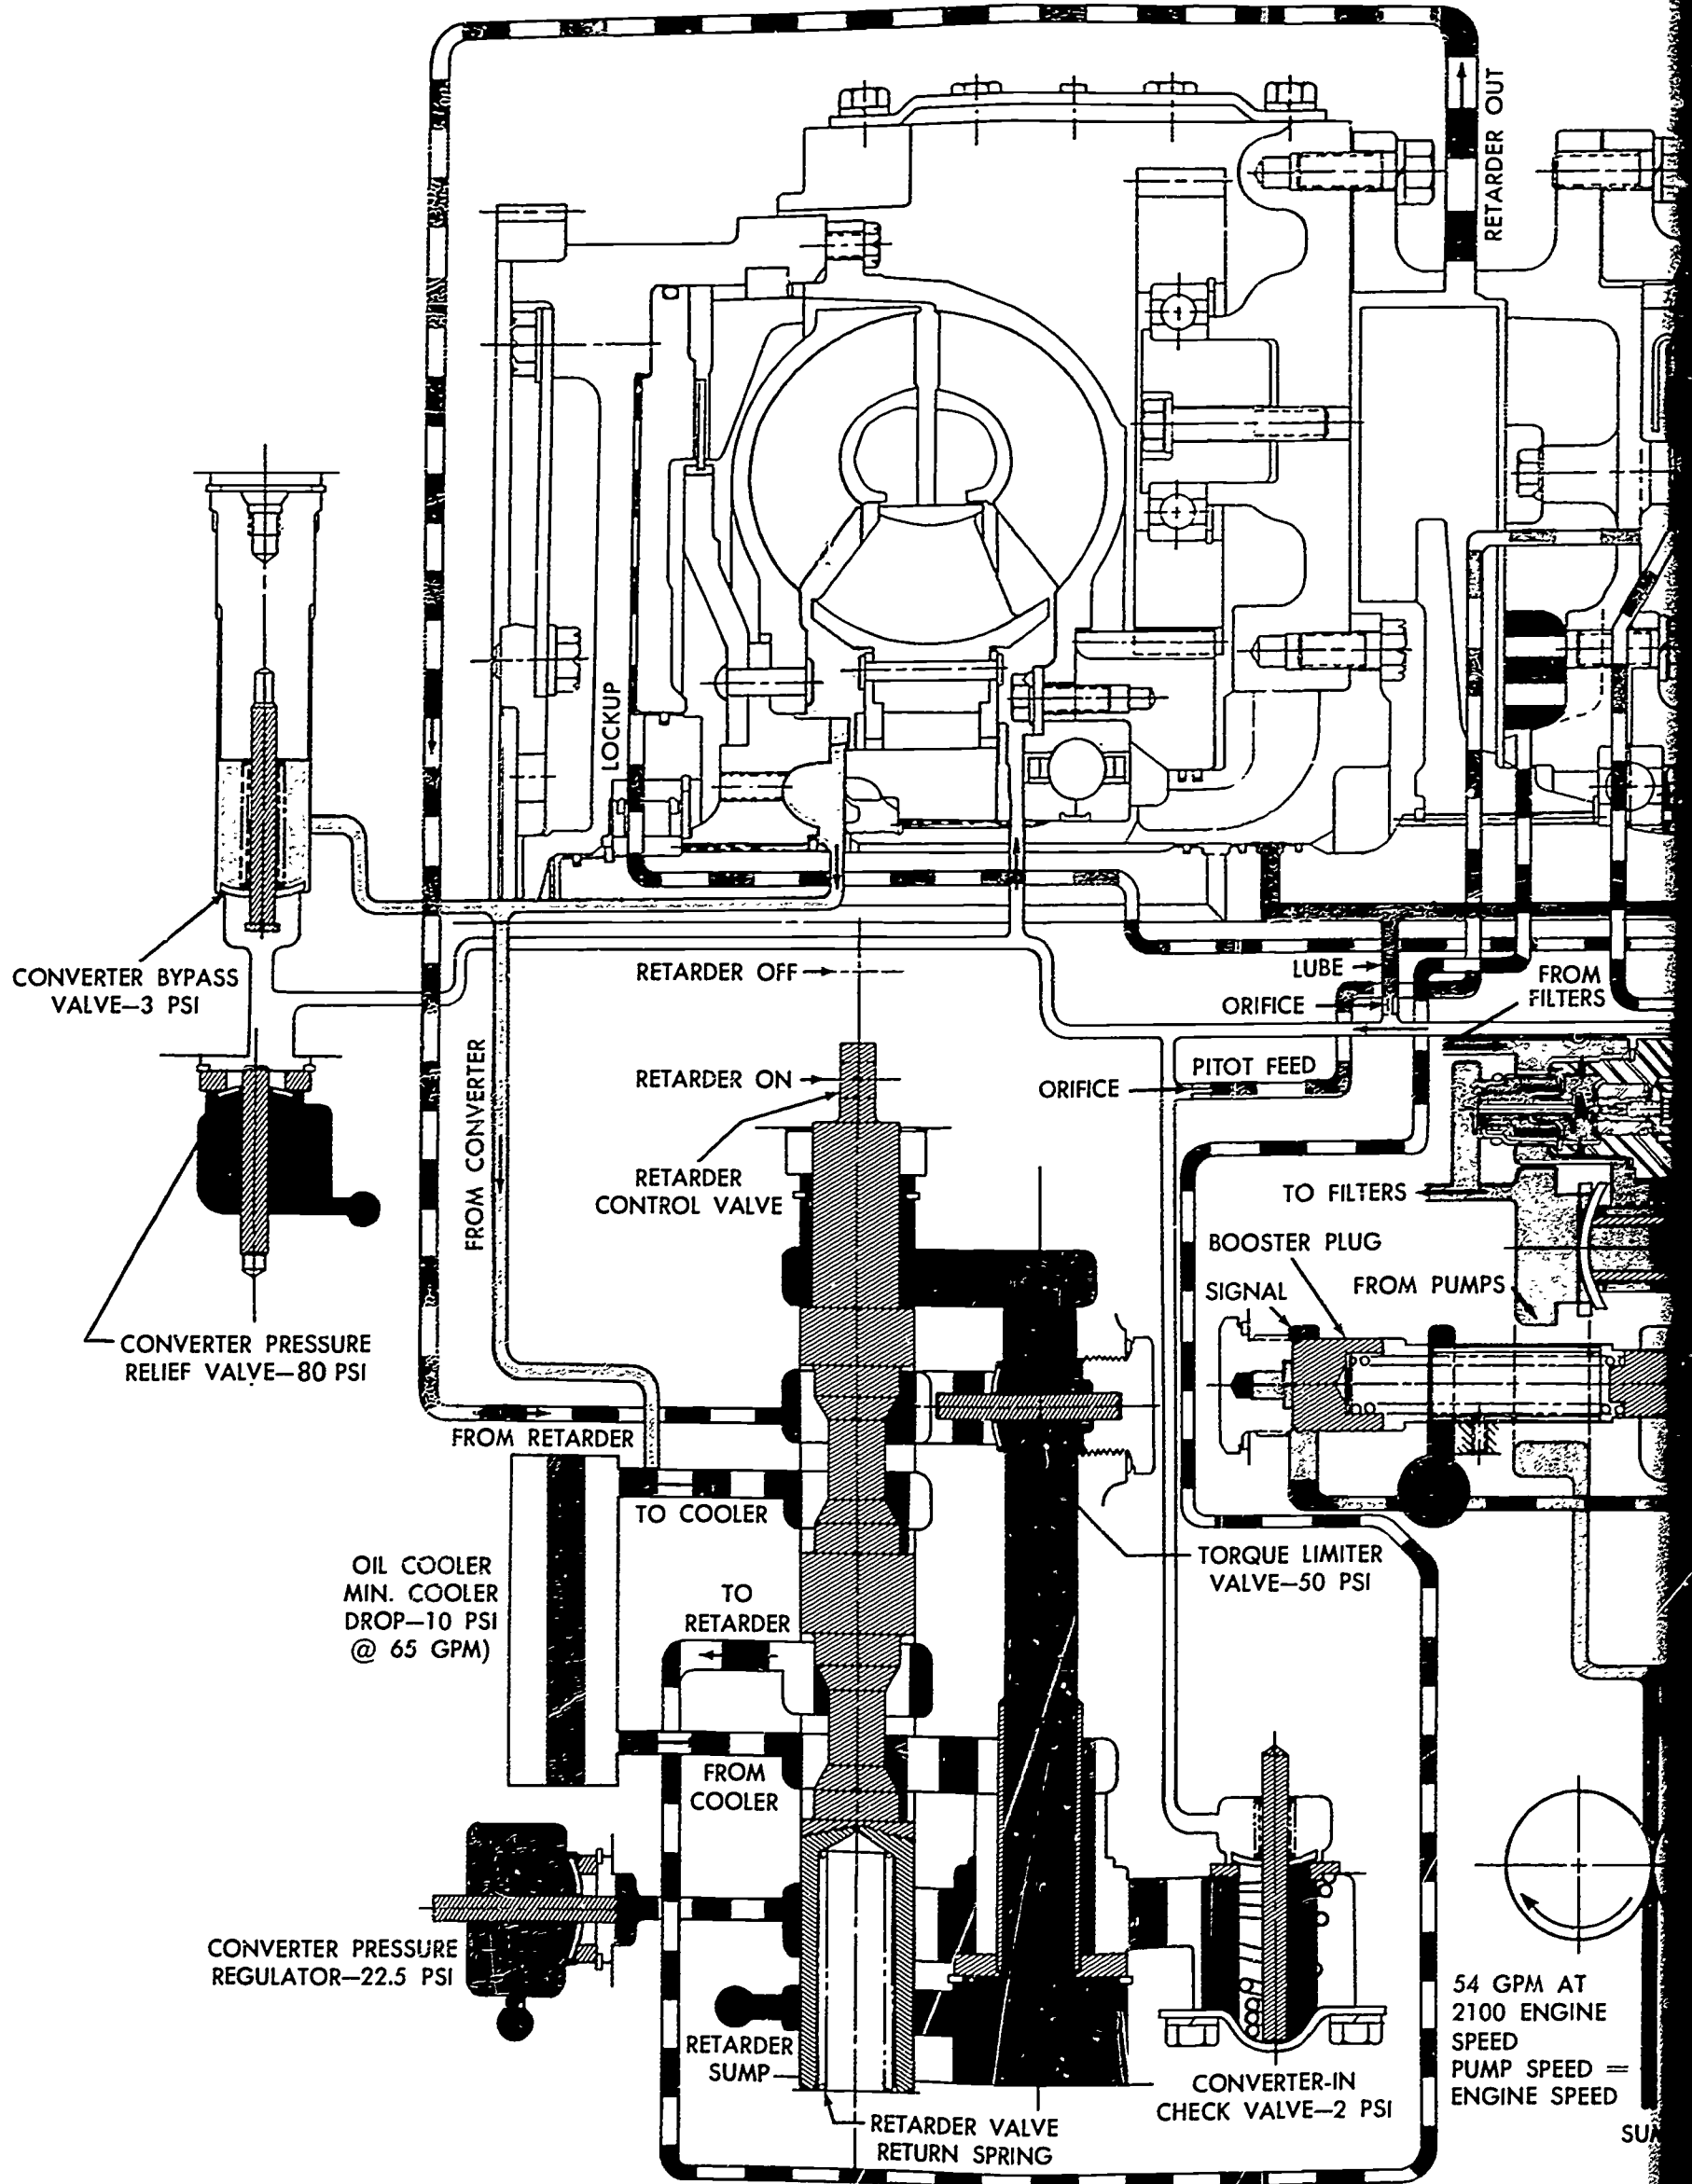 RETARDER OUT
LOCKUP
CONVERTER BYPASS
VALVE—3 PSI
RETARDER OFF
LUBE
FROM
FILTERS
ORIFICE
FROM CONVERTER
RETARDER ON
PITOT FEED
ORIFICE
RETARDER
CONTROL VALVE
TO FILTERS
BOOSTER PLUG
SIGNAL
FROM PUMPS
CONVERTER PRESSURE
RELIEF VALVE—80 PSI
FROM RETARDER
TO COOLER
OIL COOLER
MIN. COOLER
DROP—10 PSI
@ 65 GPM)
TORQUE LIMITER
VALVE—50 PSI
TO
RETARDER
FROM
COOLER
CONVERTER PRESSURE
REGULATOR—22.5 PSI
RETARDER
SUMP
RETARDER VALVE
RETURN SPRING
CONVERTER-IN
CHECK VALVE—2 PSI
54 GPM AT
2100 ENGINE
SPEED
PUMP SPEED =
ENGINE SPEED